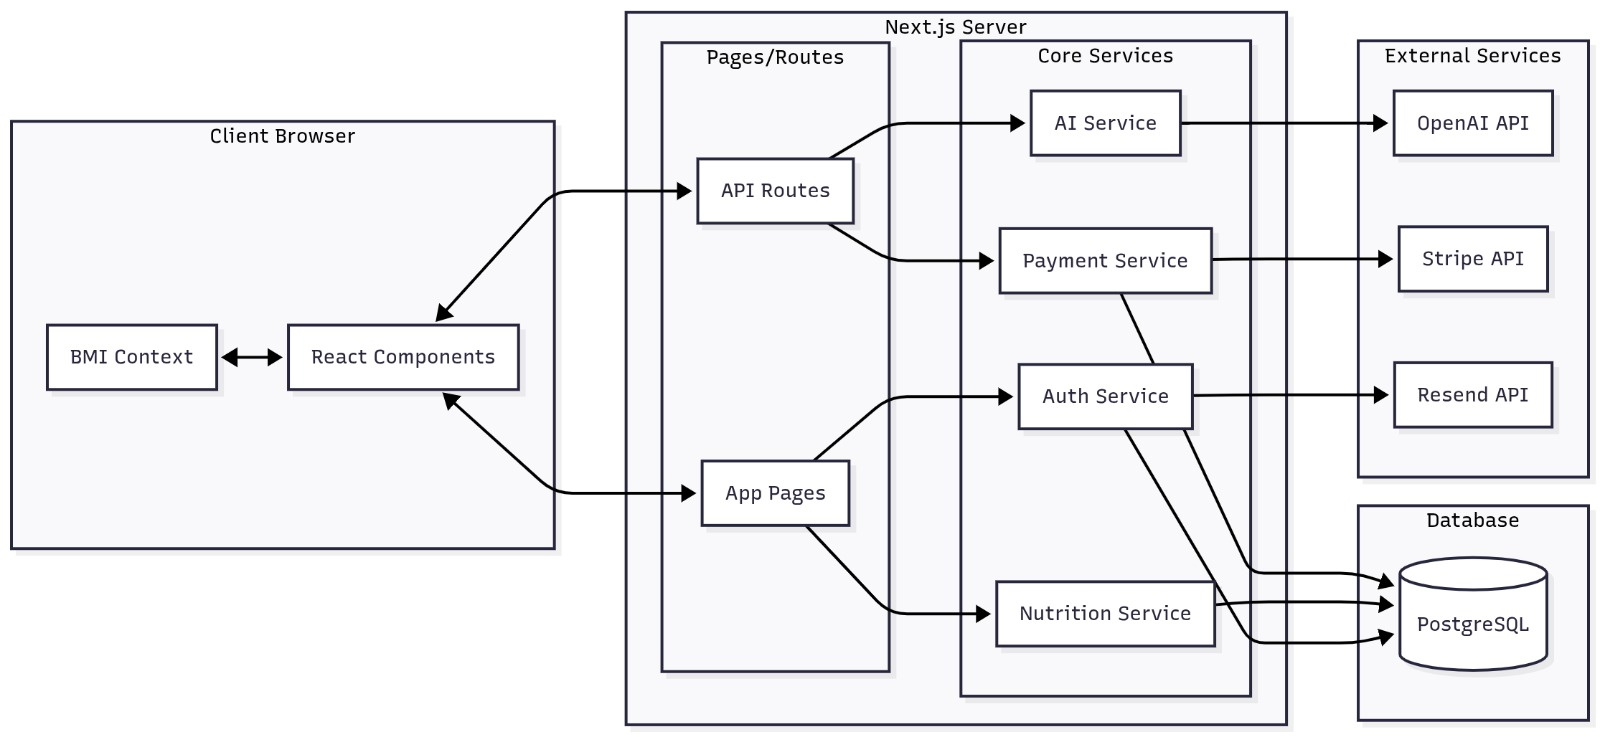 Next.js Server
Pages/Routes
Core Services
External Services
Client Browser
AI Service
OpenAI API
API Routes
Payment Service
Stripe API
BMI Context
React Components
Auth Service
Resend API
App Pages
Database
Nutrition Service
PostgreSQL